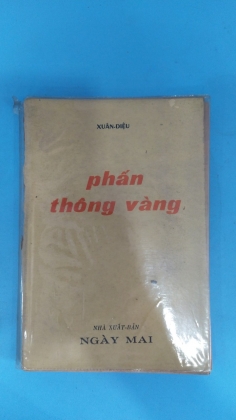 XUÂN-DIỆU
phấn
thông vàng
NHÀ XUẤT-BẢN
NGÀY MAI